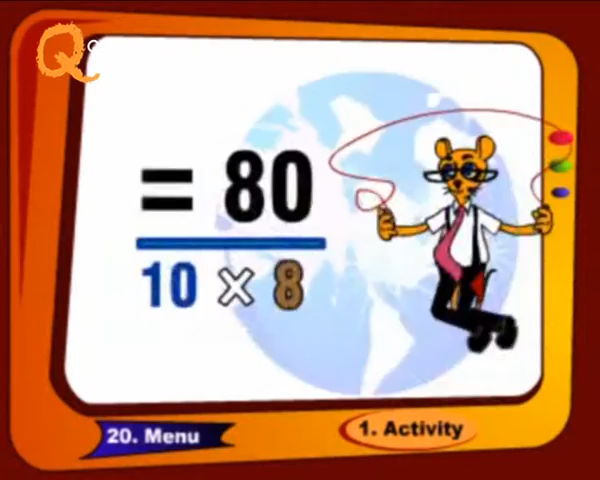 Q
= 80
10 × 8
20. Menu
1. Activity